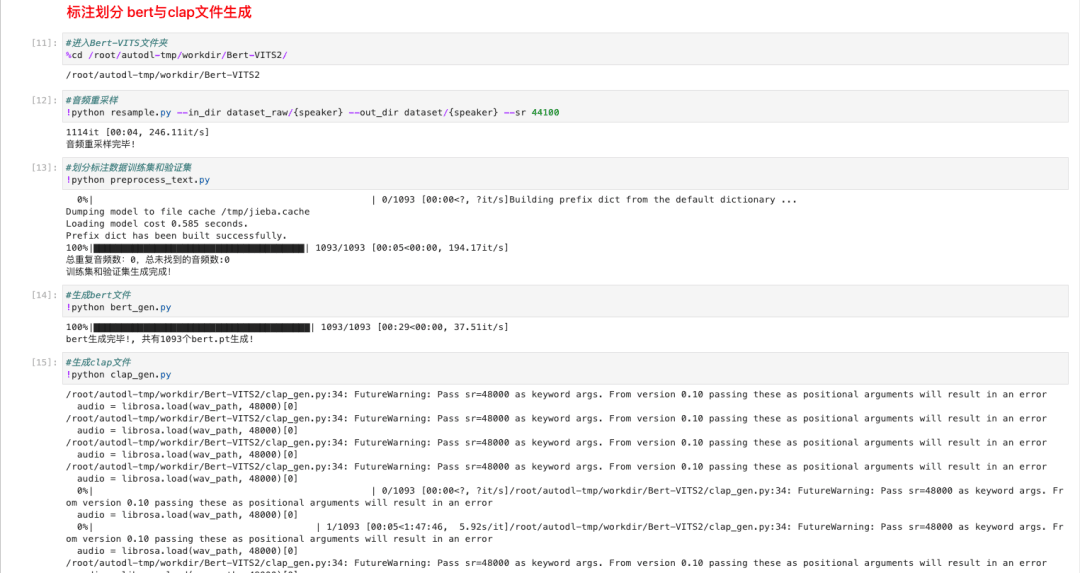 标注划分 bert与clap文件生成
[11]: #进入Bert-VITS文件夹
%cd /root/autodl-tmp/workdir/Bert-VITS2/
/root/autodl-tmp/workdir/Bert-VITS2
[12]: #音频重采样
!python resample.py --in_dir dataset_raw/{speaker} --out_dir dataset/{speaker} --sr 44100
1114it [00:04, 246.11it/s]
音频重采样完毕!
[13]: #划分标注数据训练集和验证集
!python preprocess_text.py
0%| | 0/1093 [00:00<?, ?it/s]Building prefix dict from the default dictionary ...
Dumping model to file cache /tmp/jieba.cache
Loading model cost 0.585 seconds.
Prefix dict has been built successfully.
100%|██████████| 1093/1093 [00:05<00:00, 194.17it/s]
总重复音频数: 0, 总未找到的音频数:0
训练集和验证集生成完成!
[14]: #生成bert文件
!python bert_gen.py
100%|██████████| 1093/1093 [00:29<00:00, 37.51it/s]
bert生成完毕!, 共有1093个bert.pt生成!
[15]: #生成clap文件
!python clap_gen.py
/root/autodl-tmp/workdir/Bert-VITS2/clap_gen.py:34: FutureWarning: Pass sr=48000 as keyword args. From version 0.10 passing these as positional arguments will result in an error
audio = librosa.load(wav_path, 48000)[0]
/root/autodl-tmp/workdir/Bert-VITS2/clap_gen.py:34: FutureWarning: Pass sr=48000 as keyword args. From version 0.10 passing these as positional arguments will result in an error
audio = librosa.load(wav_path, 48000)[0]
/root/autodl-tmp/workdir/Bert-VITS2/clap_gen.py:34: FutureWarning: Pass sr=48000 as keyword args. From version 0.10 passing these as positional arguments will result in an error
audio = librosa.load(wav_path, 48000)[0]
/root/autodl-tmp/workdir/Bert-VITS2/clap_gen.py:34: FutureWarning: Pass sr=48000 as keyword args. From version 0.10 passing these as positional arguments will result in an error
audio = librosa.load(wav_path, 48000)[0]
0%| | 0/1093 [00:00<?, ?it/s]/root/autodl-tmp/workdir/Bert-VITS2/clap_gen.py:34: FutureWarning: Pass sr=48000 as keyword args. Fr
om version 0.10 passing these as positional arguments will result in an error
audio = librosa.load(wav_path, 48000)[0]
0%| | 1/1093 [00:05<1:47:46, 5.92s/it]/root/autodl-tmp/workdir/Bert-VITS2/clap_gen.py:34: FutureWarning: Pass sr=48000 as keyword args. Fr
om version 0.10 passing these as positional arguments will result in an error
audio = librosa.load(wav_path, 48000)[0]
/root/autodl-tmp/workdir/Bert-VITS2/clap_gen.py:34: FutureWarning: Pass sr=48000 as keyword args. From version 0.10 passing these as positional arguments will result in an error